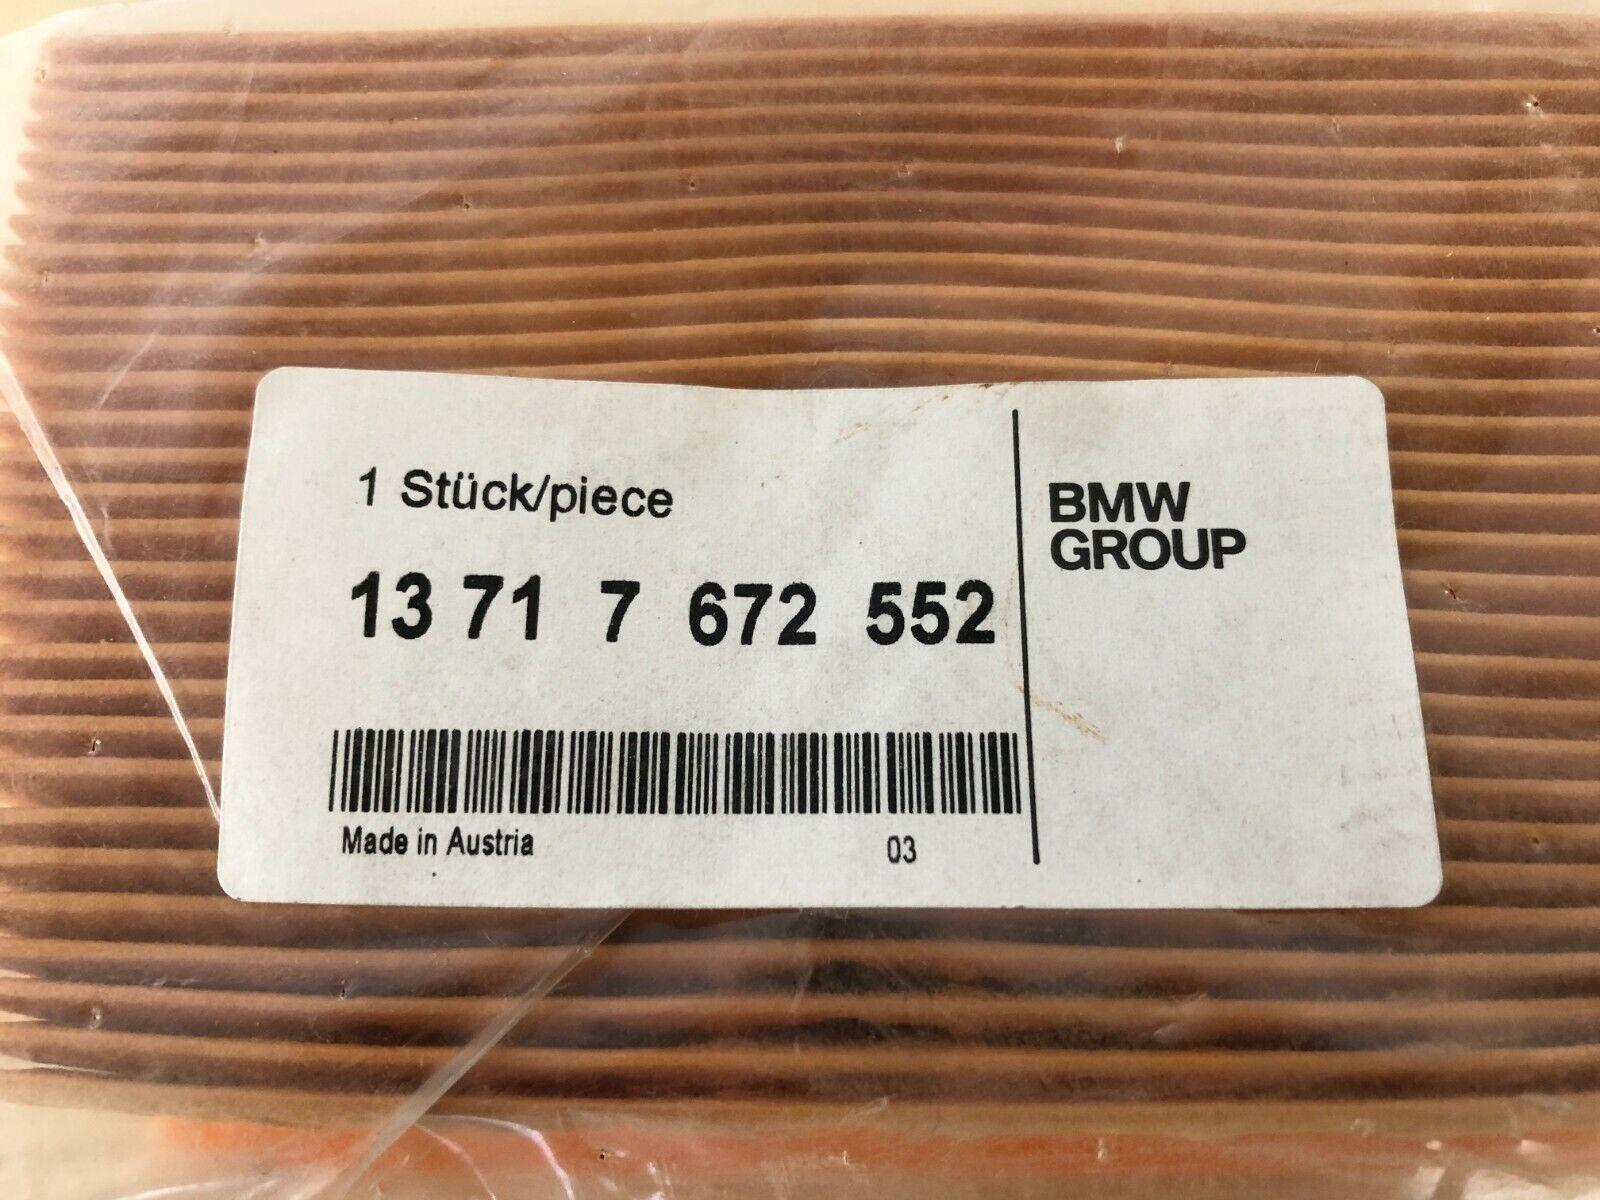 1 Stück/piece
13 71 7 672 552
Made in Austria
03
BMW
GROUP